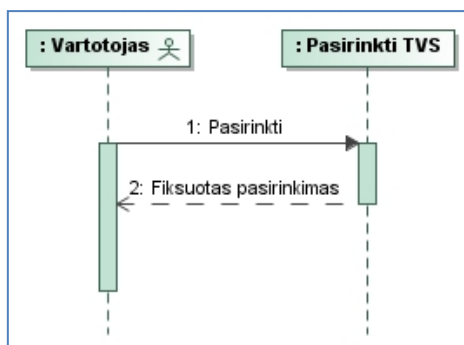 : Vartotojas
: Pasirinkti TVS
1: Pasirinkti
2: Fiksuotas pasirinkimas